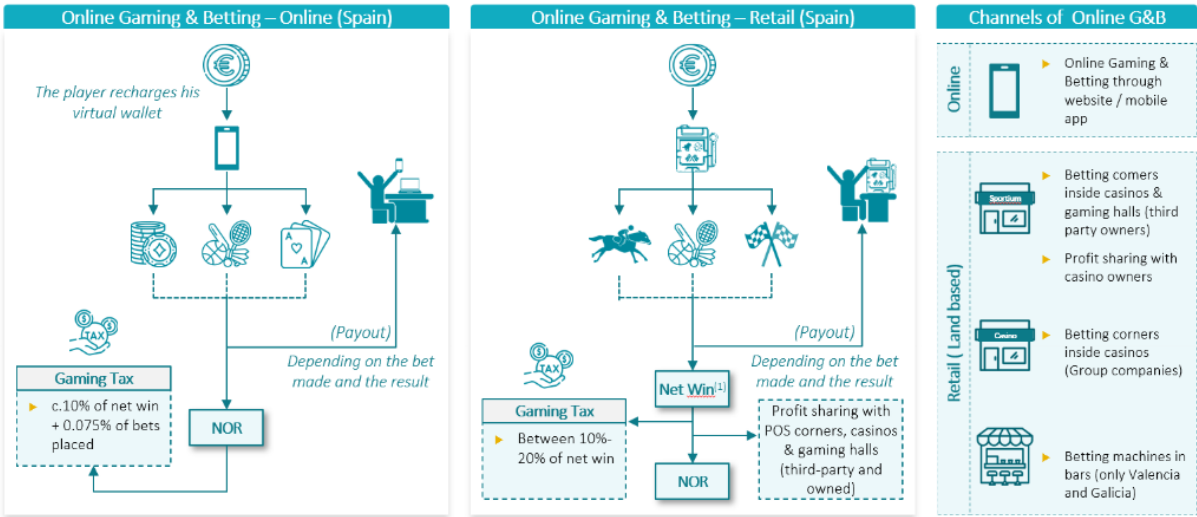 Online Gaming & Betting – Online (Spain)
The player recharges his
virtual wallet
A
A
(Payout)
Depending on the bet
made and the result
TAX
Gaming Tax
c.10% of net win
+ 0.075% of bets
placed
NOR
Online Gaming & Betting – Retail (Spain)
(Payout)
Depending on the bet
made and the result
TAX
Net Win(1)
Gaming Tax
Between 10%-
20% of net win
Profit sharing with
POS corners, casinos
& gaming halls
(third-party and
owned)
NOR
Channels of Online G&B
Online
Online Gaming &
Betting through
website / mobile
app
Retail ( Land based)
Sportium
Betting corners
inside casinos &
gaming halls (third
party owners)
Profit sharing with
casino owners
Casino
Betting corners
inside casinos
(Group companies)
Betting machines in
bars (only Valencia
and Galicia)